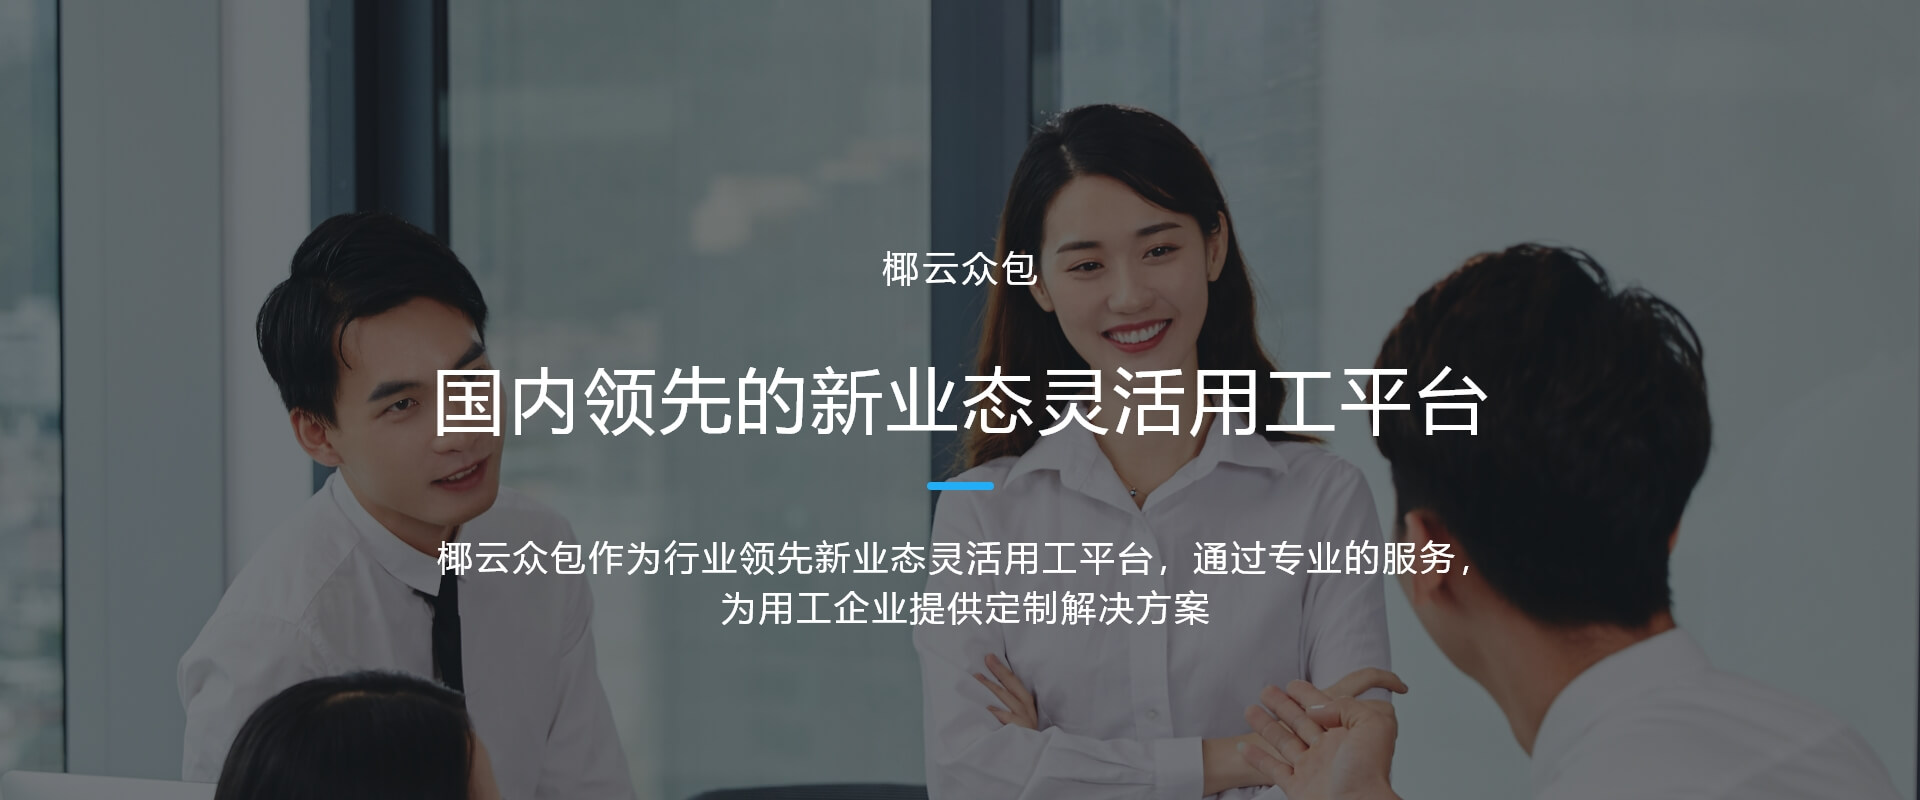 椰云众包
国内领先的新业态灵活用工平台
椰云众包作为行业领先新业态灵活用工平台，通过专业的服务，
为用工企业提供定制解决方案